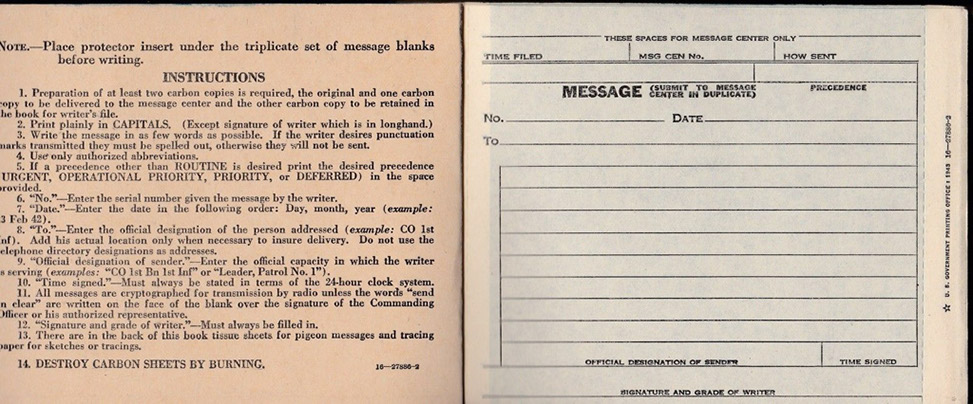 NOTE.—Place protector insert under the triplicate set of message blanks
before writing.
INSTRUCTIONS
1. Preparation of at least two carbon copies is required, the original and one carbon
copy to be delivered to the message center and the other carbon copy to be retained in
the book for writer's file.
2. Print plainly in CAPITALS. (Except signature of writer which is in longhand.)
3. Write the message in as few words as possible. If the writer desires punctuation
marks transmitted they must be spelled out, otherwise they will not be sent.
4. Use only authorized abbreviations.
5. If a precedence other than ROUTINE is desired print the desired precedence
URGENT, OPERATIONAL PRIORITY, PRIORITY, or DEFERRED) in the space
provided.
6. "No."—Enter the serial number given the message by the writer.
7. "Date."—Enter the date in the following order: Day, month, year (example:
3 Feb 42).
8. "To."—Enter the official designation of the person addressed (example: CO 1st
Inf). Add his actual location only when necessary to insure delivery. Do not use the
telephone directory designations as addresses.
9. "Official designation of sender."—Enter the official capacity in which the writer
is serving (examples: "CO 1st Bn 1st Inf" or "Leader, Patrol No. 1").
10. "Time signed."—Must always be stated in terms of the 24-hour clock system.
11. All messages are cryptographed for transmission by radio unless the words "send
in clear" are written on the face of the blank over the signature of the Commanding
Officer or his authorized representative.
12. "Signature and grade of writer."—Must always be filled in.
13. There are in the back of this book tissue sheets for pigeon messages and tracing
paper for sketches or tracings.
14. DESTROY CARBON SHEETS BY BURNING.
16—27886-2
THESE SPACES FOR MESSAGE CENTER ONLY
TIME FILED MSG CEN No. HOW SENT
MESSAGE (SUBMIT TO MESSAGE CENTER IN DUPLICATE) PRECEDENCE
No. DATE
To
OFFICIAL DESIGNATION OF SENDER TIME SIGNED
SIGNATURE AND GRADE OF WRITER
☆ U. S. GOVERNMENT PRINTING OFFICE : 1943 16—27886-2